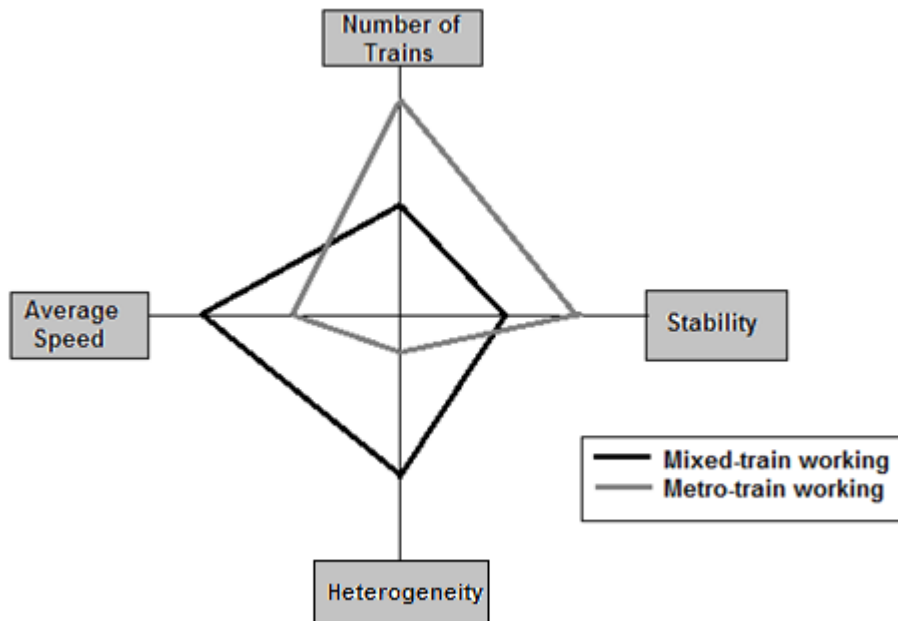 Number of
Trains
Average
Speed
Stability
Mixed-train working
Metro-train working
Heterogeneity